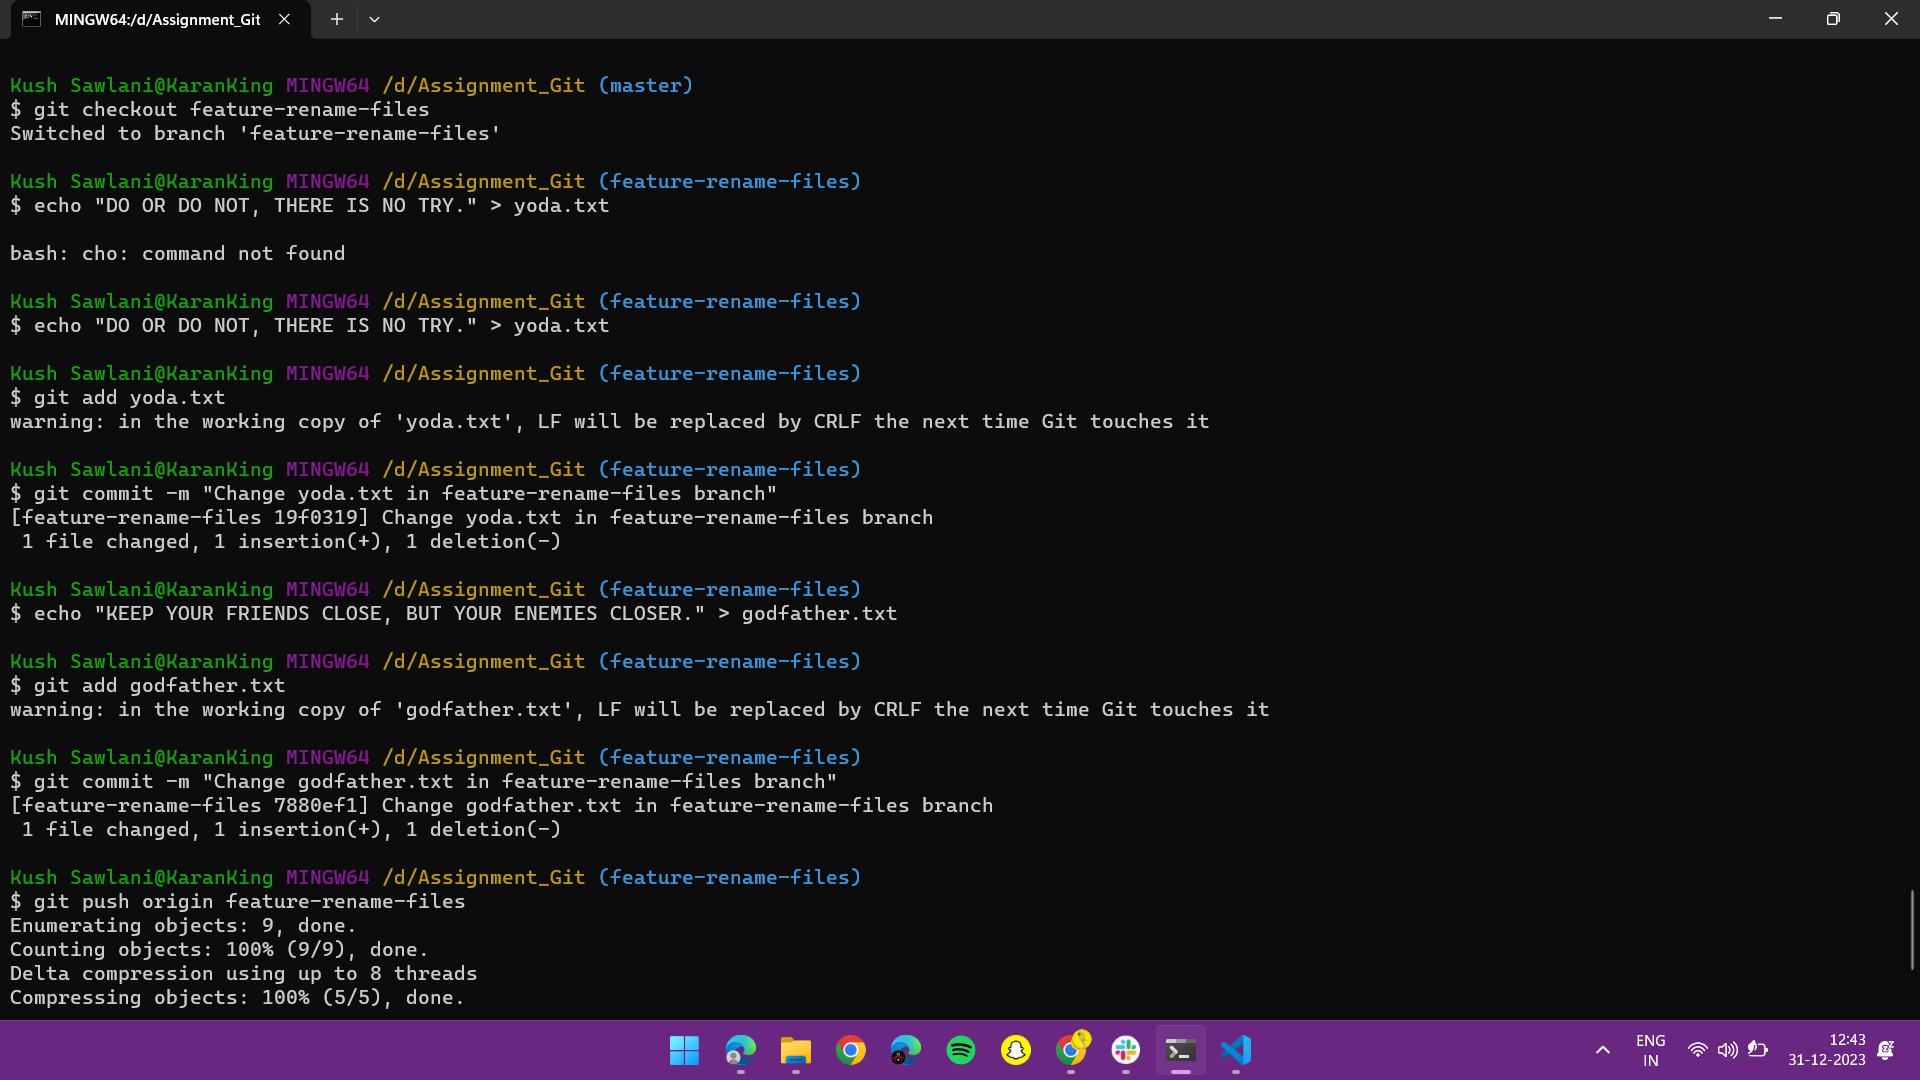 MINGW64:/d/Assignment_Git
Kush Sawlani@KaranKing MINGW64 /d/Assignment_Git (master)
$ git checkout feature-rename-files
Switched to branch 'feature-rename-files'
Kush Sawlani@KaranKing MINGW64 /d/Assignment_Git (feature-rename-files)
$ echo "DO OR DO NOT, THERE IS NO TRY." > yoda.txt
bash: cho: command not found
Kush Sawlani@KaranKing MINGW64 /d/Assignment_Git (feature-rename-files)
$ echo "DO OR DO NOT, THERE IS NO TRY." > yoda.txt
Kush Sawlani@KaranKing MINGW64 /d/Assignment_Git (feature-rename-files)
$ git add yoda.txt
warning: in the working copy of 'yoda.txt', LF will be replaced by CRLF the next time Git touches it
Kush Sawlani@KaranKing MINGW64 /d/Assignment_Git (feature-rename-files)
$ git commit -m "Change yoda.txt in feature-rename-files branch"
[feature-rename-files 19f0319] Change yoda.txt in feature-rename-files branch
1 file changed, 1 insertion(+), 1 deletion(-)
Kush Sawlani@KaranKing MINGW64 /d/Assignment_Git (feature-rename-files)
$ echo "KEEP YOUR FRIENDS CLOSE, BUT YOUR ENEMIES CLOSER." > godfather.txt
Kush Sawlani@KaranKing MINGW64 /d/Assignment_Git (feature-rename-files)
$ git add godfather.txt
warning: in the working copy of 'godfather.txt', LF will be replaced by CRLF the next time Git touches it
Kush Sawlani@KaranKing MINGW64 /d/Assignment_Git (feature-rename-files)
$ git commit -m "Change godfather.txt in feature-rename-files branch"
[feature-rename-files 7880ef1] Change godfather.txt in feature-rename-files branch
1 file changed, 1 insertion(+), 1 deletion(-)
Kush Sawlani@KaranKing MINGW64 /d/Assignment_Git (feature-rename-files)
$ git push origin feature-rename-files
Enumerating objects: 9, done.
Counting objects: 100% (9/9), done.
Delta compression using up to 8 threads
Compressing objects: 100% (5/5), done.
ENG
IN
12:43
31-12-2023